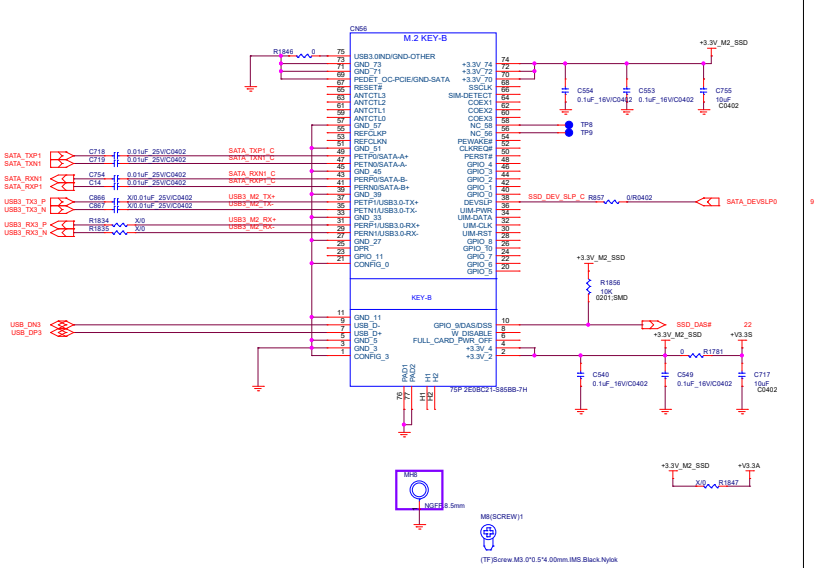 CN56
M.2 KEY-B
+3.3V_M2_SSD
R1846 0
75 USB3.0IND/GND-OTHER
73 GND_73
71 GND_71
69 PEDET_OC-PCIE/GND-SATA
67 RESET#
65 ANTCTL3
63 ANTCTL2
61 ANTCTL1
59 ANTCTL0
57 GND_57
55 REFCLKP
53 REFCLKN
51 GND_51
49 PETP0/SATA-A+
47 PETN0/SATA-A-
45 GND_45
43 PERP0/SATA-B-
41 PERN0/SATA-B+
39 GND_39
37 PETP1/USB3.0-TX+
35 PETN1/USB3.0-TX-
33 GND_33
31 PERP1/USB3.0-RX+
29 PERN1/USB3.0-RX-
27 GND_27
25 DPR
23 GPIO_11
21 CONFIG_0
+3.3V_74 74
+3.3V_72 72
+3.3V_70 70
SSCLK 68
SIM-DETECT 66
COEX1 64
COEX2 62
COEX3 60
NC_58 58
NC_56 56
PEWAKE# 54
CLKREQ# 52
PERST# 50
GPIO_4 48
GPIO_3 46
GPIO_2 44
GPIO_1 42
GPIO_0 40
DEVSLP 38
UIM-PWR 36
UIM-DATA 34
UIM-CLK 32
UIM-RST 30
GPIO_8 28
GPIO_10 26
GPIO_7 24
GPIO_6 22
GPIO_5 20
C554
0.1uF_16V/C0402
C553
0.1uF_16V/C0402
C755
10uF
C0402
TP8
TP9
SATA_TXP1 C718 0.01uF_25V/C0402 SATA_TXP1_C
SATA_TXN1 C719 0.01uF_25V/C0402 SATA_TXN1_C
SATA_RXN1 C754 0.01uF_25V/C0402 SATA_RXN1_C
SATA_RXP1 C14 0.01uF_25V/C0402 SATA_RXP1_C
USB3_TX3_P C866 X/0.01uF_25V/C0402 USB3_M2_TX+
USB3_TX3_N C867 X/0.01uF_25V/C0402 USB3_M2_TX-
USB3_RX3_P R1834 X/0 USB3_M2_RX+
USB3_RX3_N R1835 X/0 USB3_M2_RX-
SSD_DEV_SLP_C R857 0/R0402 SATA_DEVSLP0 9
+3.3V_M2_SSD
R1856
10K
0201;SMD
KEY-B
11 GND_11
9 USB_D-
7 USB_D+
5 GND_5
3 GND_3
1 CONFIG_3
GPIO_9/DAS/DSS 10
W_DISABLE 8
FULL_CARD_PWR_OFF 6
+3.3V_4 4
+3.3V_2 2
USB_DN3
USB_DP3
SSD_DAS# 22
+3.3V_M2_SSD +V3.3S
0 R1781
C540
0.1uF_16V/C0402
C549
0.1uF_16V/C0402
C717
10uF
C0402
PAD1
PAD2
H1
H2
76
77
H1
H2
75P 2E0BC21-S85BB-7H
MH8
NGFF8.5mm
+3.3V_M2_SSD +V3.3A
X/0 R1847
M8(SCREW)1
(TF)Screw.M3.0*0.5*4.00mm.IMS.Black.Nylok